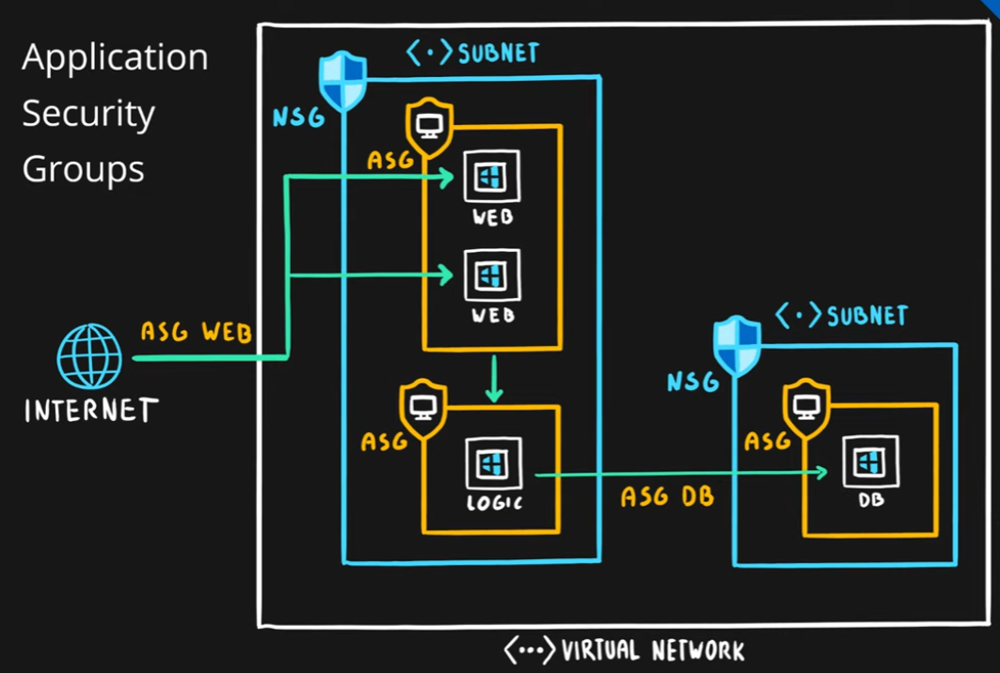 Application
Security
Groups
SUBNET
NSG
ASG
WEB
WEB
ASG WEB
INTERNET
ASG
LOGIC
ASG DB
SUBNET
NSG
ASG
DB
VIRTUAL NETWORK